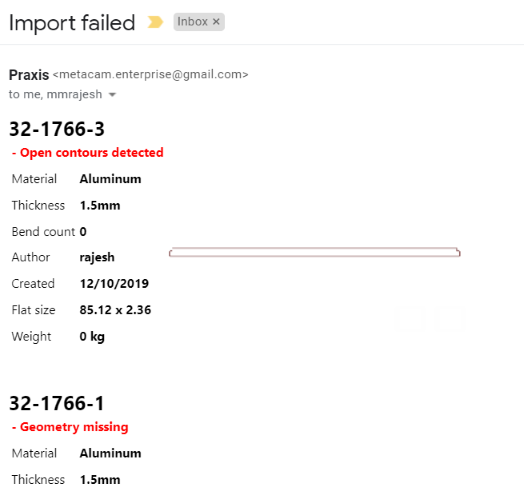 Import failed Inbox ×
Praxis <metacam.enterprise@gmail.com>
to me, mmrajesh
32-1766-3
- Open contours detected
Material Aluminum
Thickness 1.5mm
Bend count 0
Author rajesh
Created 12/10/2019
Flat size 85.12 x 2.36
Weight 0 kg
32-1766-1
- Geometry missing
Material Aluminum
Thickness 1.5mm